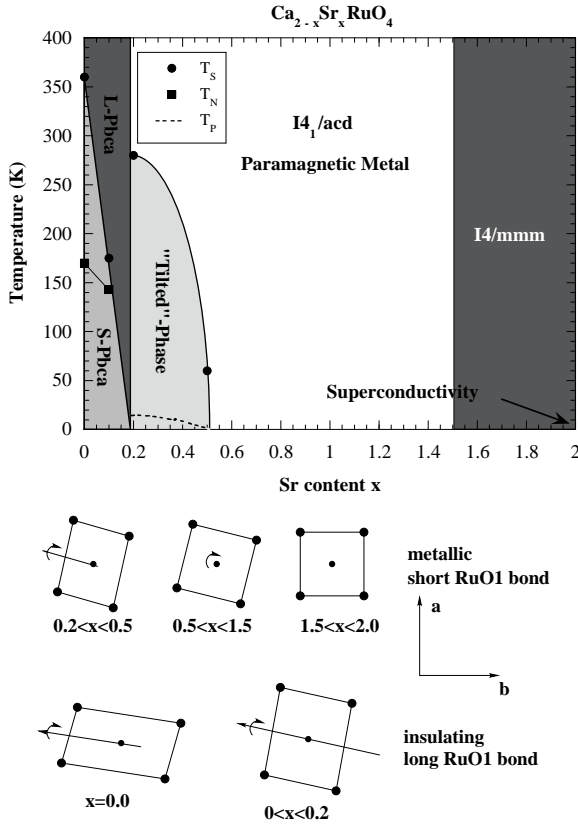 Ca2 - xSrxRuO4
400
350
300
250
200
150
100
50
0
Temperature (K)
TS
TN
TP
L-Pbca
S-Pbca
"Tilted"-Phase
I41/acd
Paramagnetic Metal
I4/mmm
Superconductivity
0 0.2 0.4 0.6 0.8 1 1.2 1.4 1.6 1.8 2
Sr content x
metallic
short RuO1 bond
0.2<x<0.5 0.5<x<1.5 1.5<x<2.0
a
b
insulating
long RuO1 bond
x=0.0 0<x<0.2